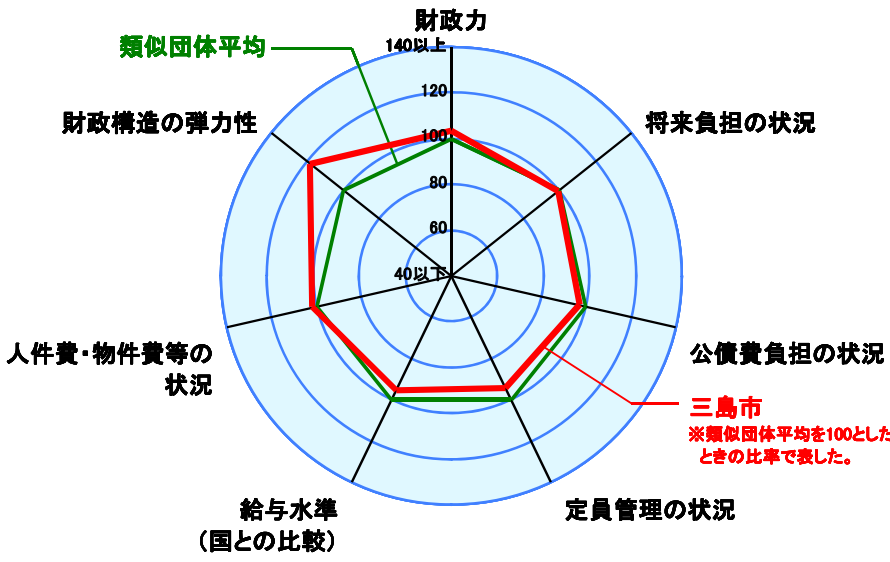 財政力
140以上
類似団体平均
120
財政構造の弾力性
将来負担の状況
100
80
60
40以下
人件費・物件費等の
状況
公債費負担の状況
三島市
※類似団体平均を100とした
ときの比率で表した。
給与水準
(国との比較)
定員管理の状況